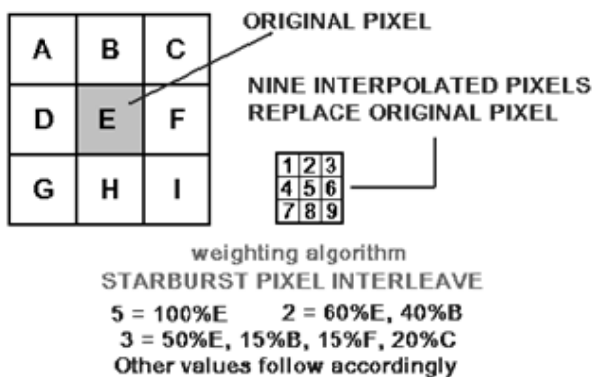 ORIGINAL PIXEL
A B C
D E F
G H I
NINE INTERPOLATED PIXELS
REPLACE ORIGINAL PIXEL
1 2 3
4 5 6
7 8 9
weighting algorithm
STARBURST PIXEL INTERLEAVE
5 = 100%E 2 = 60%E, 40%B
3 = 50%E, 15%B, 15%F, 20%C
Other values follow accordingly